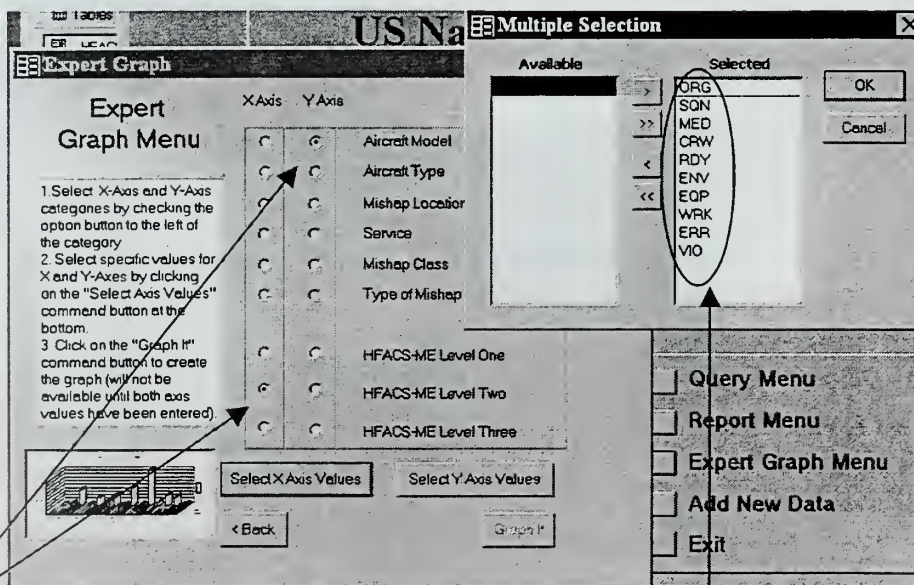 Tables
HFAC
US Na
Expert Graph
Expert
Graph Menu
1.Select X-Axis and Y-Axis
categories by checking the
option button to the left of
the category
2. Select specific values for
X and Y-Axes by clicking
on the "Select Axis Values"
command button at the
bottom.
3 Click on the "Graph It"
command button to create
the graph (will not be
available until both axis
values have been entered).
X Axis Y Axis
Aircraft Model
Aircraft Type
Mishap Location
Service
Mishap Class
Type of Mishap
HFACS-ME Level One
HFACS-ME Level Two
HFACS-ME Level Three
Select X Axis Values
Select Y Axis Values
< Back
Graph It
Multiple Selection
Available
Selected
>
>>
<
<<
ORG
SQN
MED
CRW
RDY
ENV
EQP
WRK
ERR
VIO
OK
Cancel
Query Menu
Report Menu
Expert Graph Menu
Add New Data
Exit